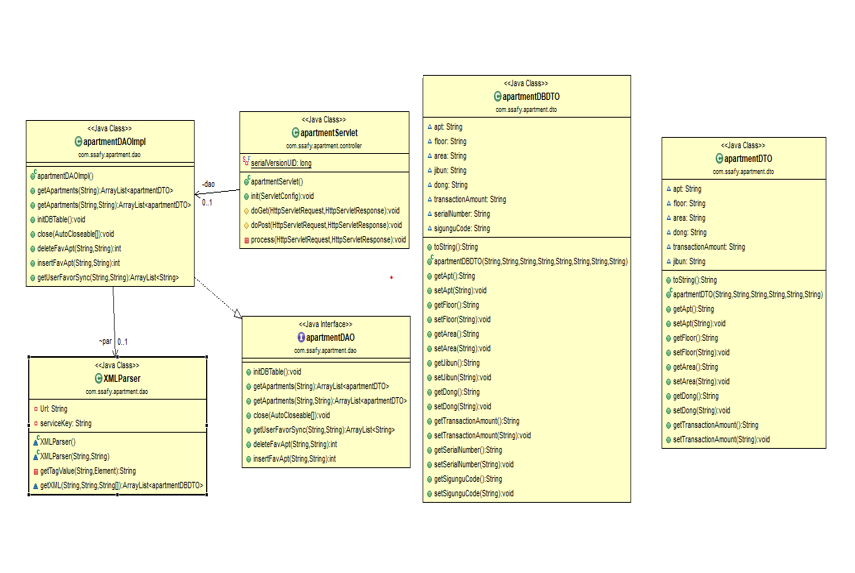 <<Java Class>>
apartmentDAOImpl
com.ssafy.apartment.dao
apartmentDAOImpl()
getApartments(String):ArrayList<apartmentDTO>
getApartments(String,String):ArrayList<apartmentDTO>
initDBTable():void
close(AutoCloseable[]):void
deleteFavApt(String,String):int
insertFavApt(String,String):int
getUserFavorSync(String,String):ArrayList<String>
-dao
0..1
~par
0..1
<<Java Class>>
XMLParser
com.ssafy.apartment.dao
Url: String
serviceKey: String
XMLParser()
XMLParser(String,String)
getTagValue(String,Element):String
getXML(String,String,String[]):ArrayList<apartmentDBDTO>
<<Java Class>>
apartmentServlet
com.ssafy.apartment.controller
serialVersionUID: long
apartmentServlet()
init(ServletConfig):void
doGet(HttpServletRequest,HttpServletResponse):void
doPost(HttpServletRequest,HttpServletResponse):void
process(HttpServletRequest,HttpServletResponse):void
<<Java Interface>>
apartmentDAO
com.ssafy.apartment.dao
initDBTable():void
getApartments(String):ArrayList<apartmentDTO>
getApartments(String,String):ArrayList<apartmentDTO>
close(AutoCloseable[]):void
getUserFavorSync(String,String):ArrayList<String>
deleteFavApt(String,String):int
insertFavApt(String,String):int
<<Java Class>>
apartmentDBDTO
com.ssafy.apartment.dto
apt: String
floor: String
area: String
jibun: String
dong: String
transactionAmount: String
serialNumber: String
sigunguCode: String
toString():String
apartmentDBDTO(String,String,String,String,String,String,String,String)
getApt():String
setApt(String):void
getFloor():String
setFloor(String):void
getArea():String
setArea(String):void
getJibun():String
setJibun(String):void
getDong():String
setDong(String):void
getTransactionAmount():String
setTransactionAmount(String):void
getSerialNumber():String
setSerialNumber(String):void
getSigunguCode():String
setSigunguCode(String):void
<<Java Class>>
apartmentDTO
com.ssafy.apartment.dto
apt: String
floor: String
area: String
dong: String
transactionAmount: String
jibun: String
toString():String
apartmentDTO(String,String,String,String,String,String)
getApt():String
setApt(String):void
getFloor():String
setFloor(String):void
getArea():String
setArea(String):void
getDong():String
setDong(String):void
getTransactionAmount():String
setTransactionAmount(String):void